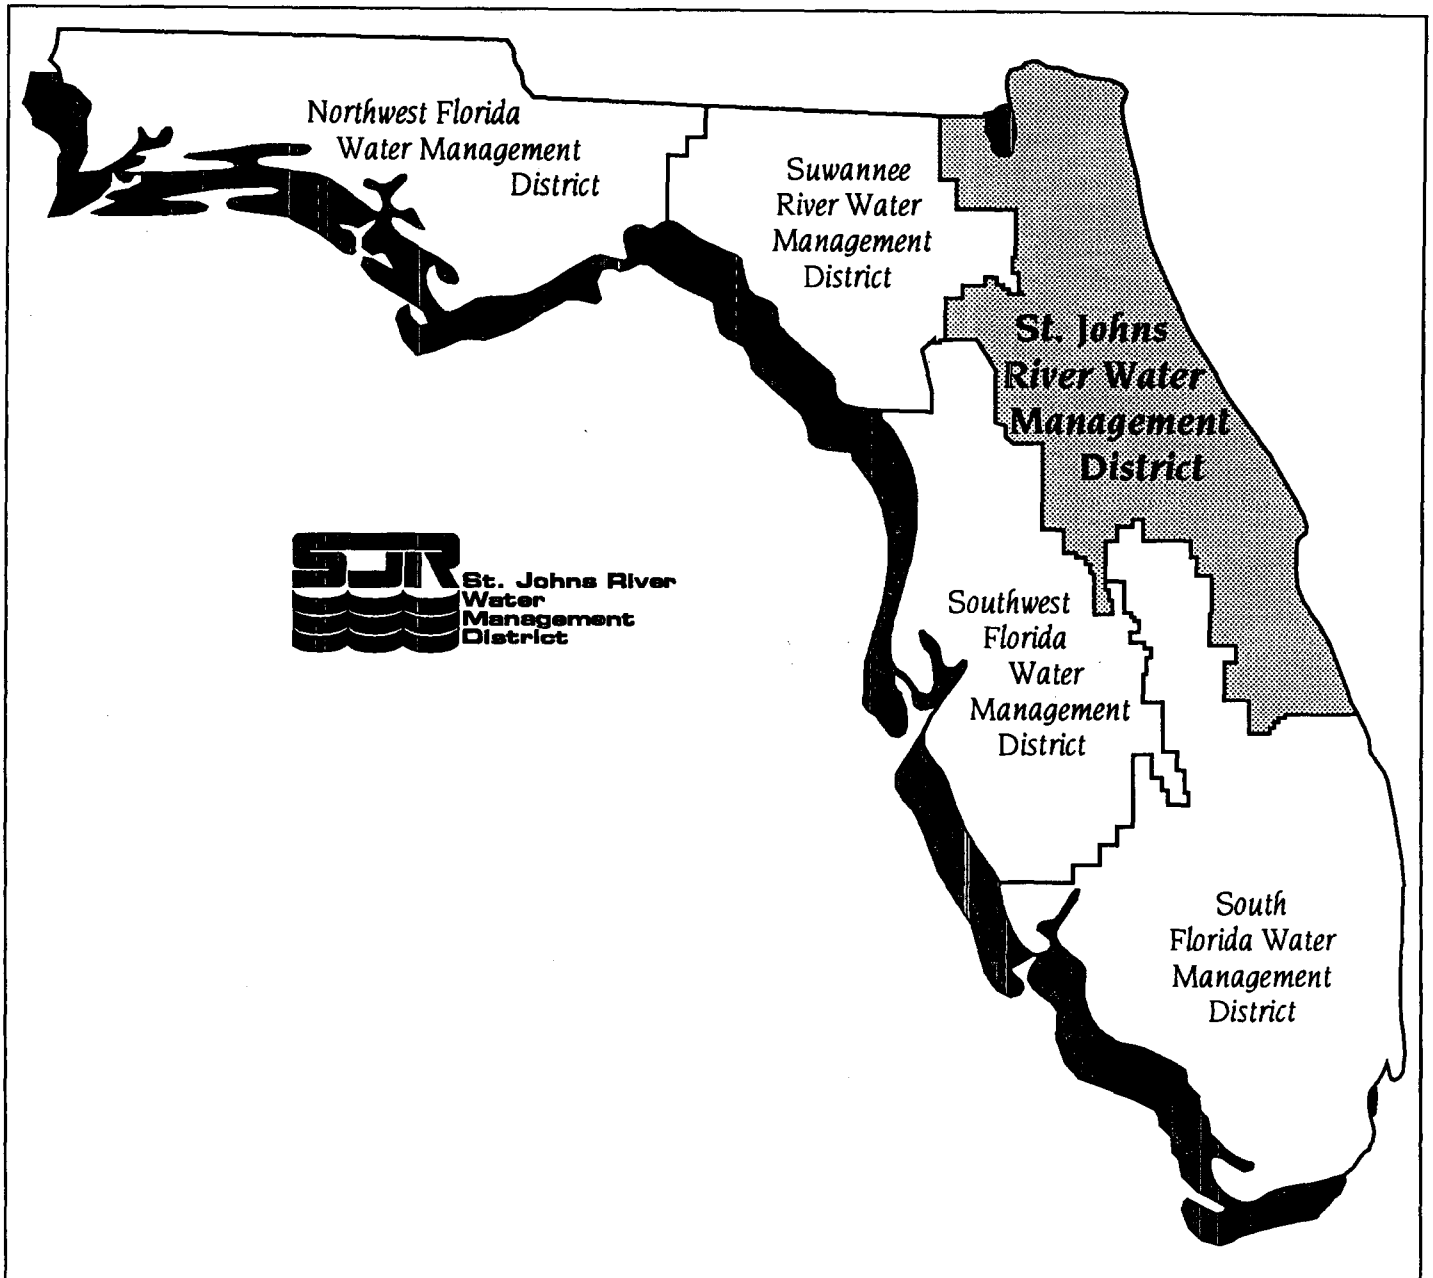 Northwest Florida
Water Management
District
Suwannee
River Water
Management
District
St. Johns
River Water
Management
District
SJR
St. Johns River
Water
Management
District
Southwest
Florida
Water
Management
District
South
Florida Water
Management
District